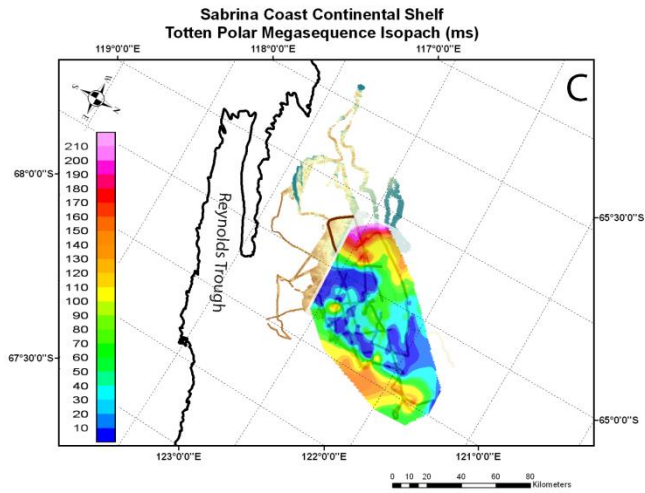 Sabrina Coast Continental Shelf
Totten Polar Megasequence Isopach (ms)
119°0'0"E 118°0'0"E 117°0'0"E
C
210
200
190
180
170
160
150
140
130
120
110
100
90
80
70
60
50
40
30
20
10
Reynolds Trough
68°0'0"S
67°30'0"S
65°30'0"S
65°0'0"S
123°0'0"E 122°0'0"E 121°0'0"E
0 10 20 40 60 80
Kilometers